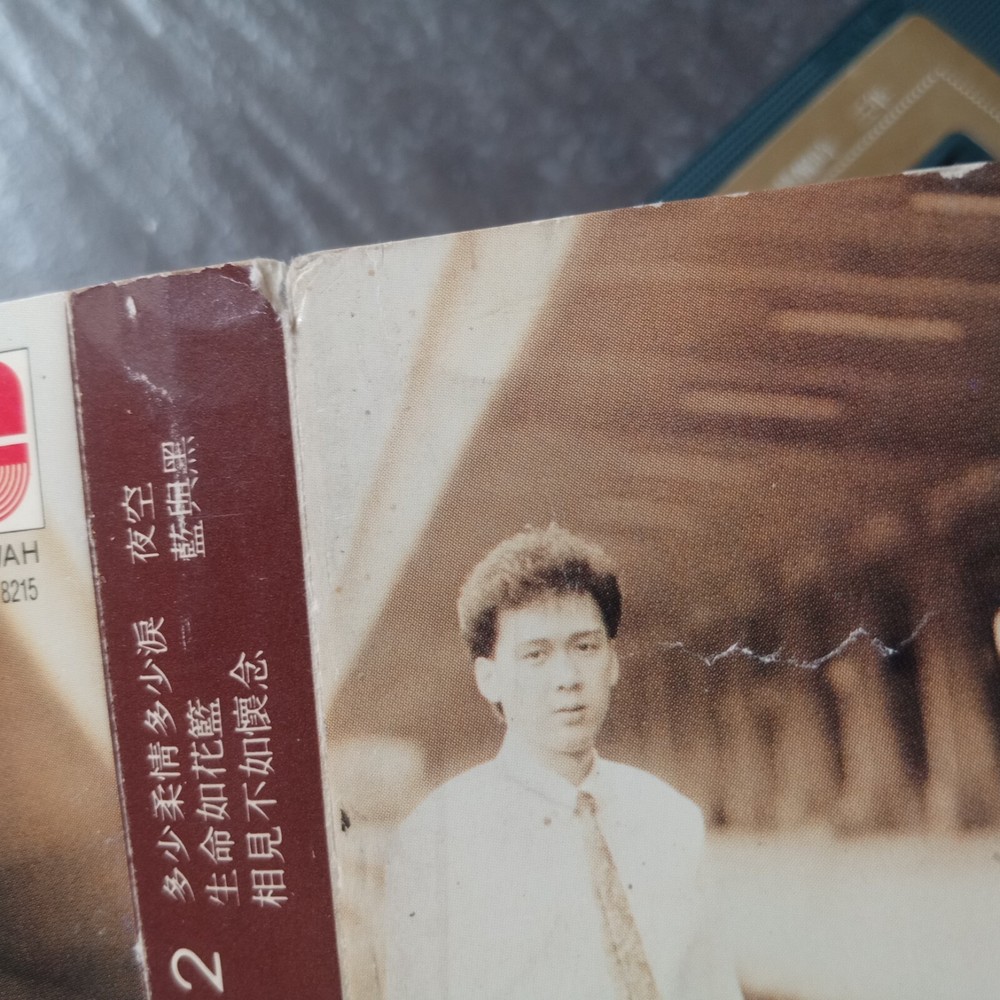 WAH
8215
2
多少柔情多少淚
生命如花籃
相見不如懷念
夜空
藍與黑